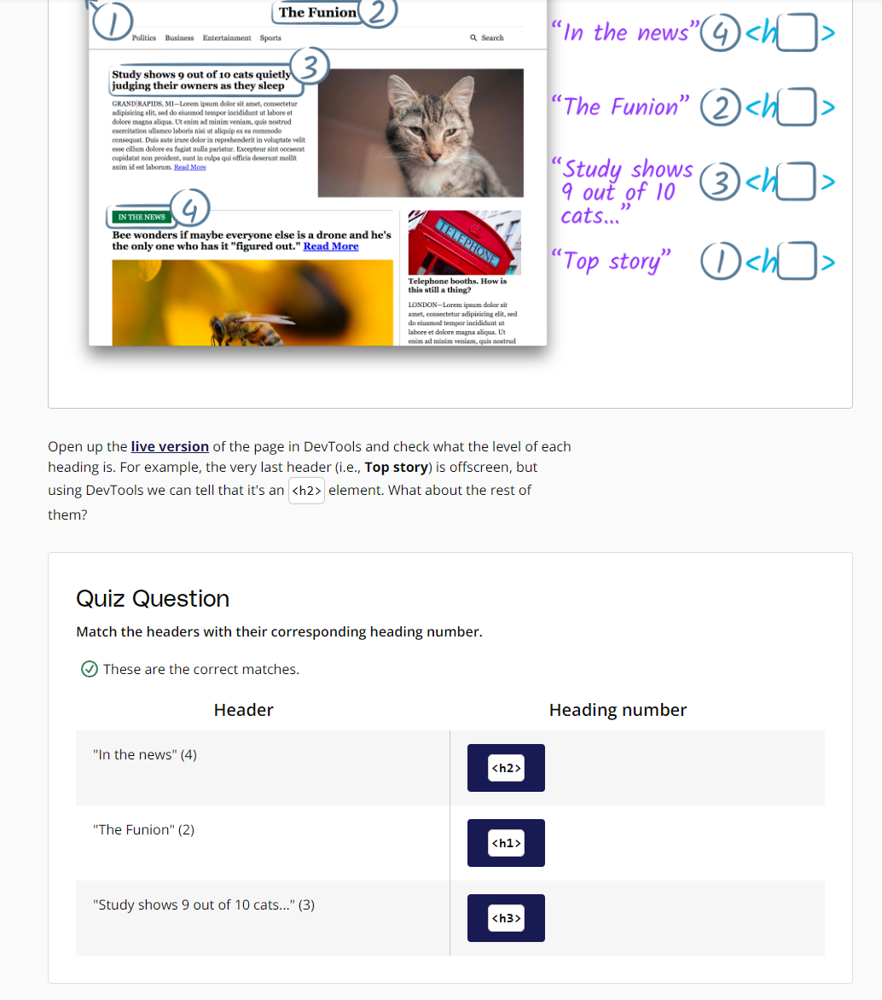 1
The Funion 2
Politics Business Entertainment Sports
Search
Study shows 9 out of 10 cats quietly
judging their owners as they sleep
3
GRAND RAPIDS, MI—Lorem ipsum dolor sit amet, consectetur
adipisicing elit, sed do eiusmod tempor incididunt ut labore et
dolore magna aliqua. Ut enim ad minim veniam, quis nostrud
exercitation ullamco laboris nisi ut aliquip ex ea commodo
consequat. Duis aute irure dolor in reprehenderit in voluptate velit
esse cillum dolore eu fugiat nulla pariatur. Excepteur sint occaecat
cupidatat non proident, sunt in culpa qui officia deserunt mollit
anim id est laborum. Read More
IN THE NEWS 4
Bee wonders if maybe everyone else is a drone and he's
the only one who has it "figured out." Read More
TELEPHONE
Telephone booths. How is
this still a thing?
LONDON—Lorem ipsum dolor sit
amet, consectetur adipisicing elit, sed
do eiusmod tempor incididunt ut
labore et dolore magna aliqua. Ut
enim ad minim veniam, quis nostrud
“In the news” 4 <h >
“The Funion” 2 <h >
“Study shows
9 out of 10
cats...”
3 <h >
“Top story” 1 <h >
Open up the live version of the page in DevTools and check what the level of each
heading is. For example, the very last header (i.e., Top story) is offscreen, but
using DevTools we can tell that it's an <h2> element. What about the rest of
them?
Quiz Question
Match the headers with their corresponding heading number.
These are the correct matches.
Header Heading number
"In the news" (4) <h2>
"The Funion" (2) <h1>
"Study shows 9 out of 10 cats..." (3) <h3>